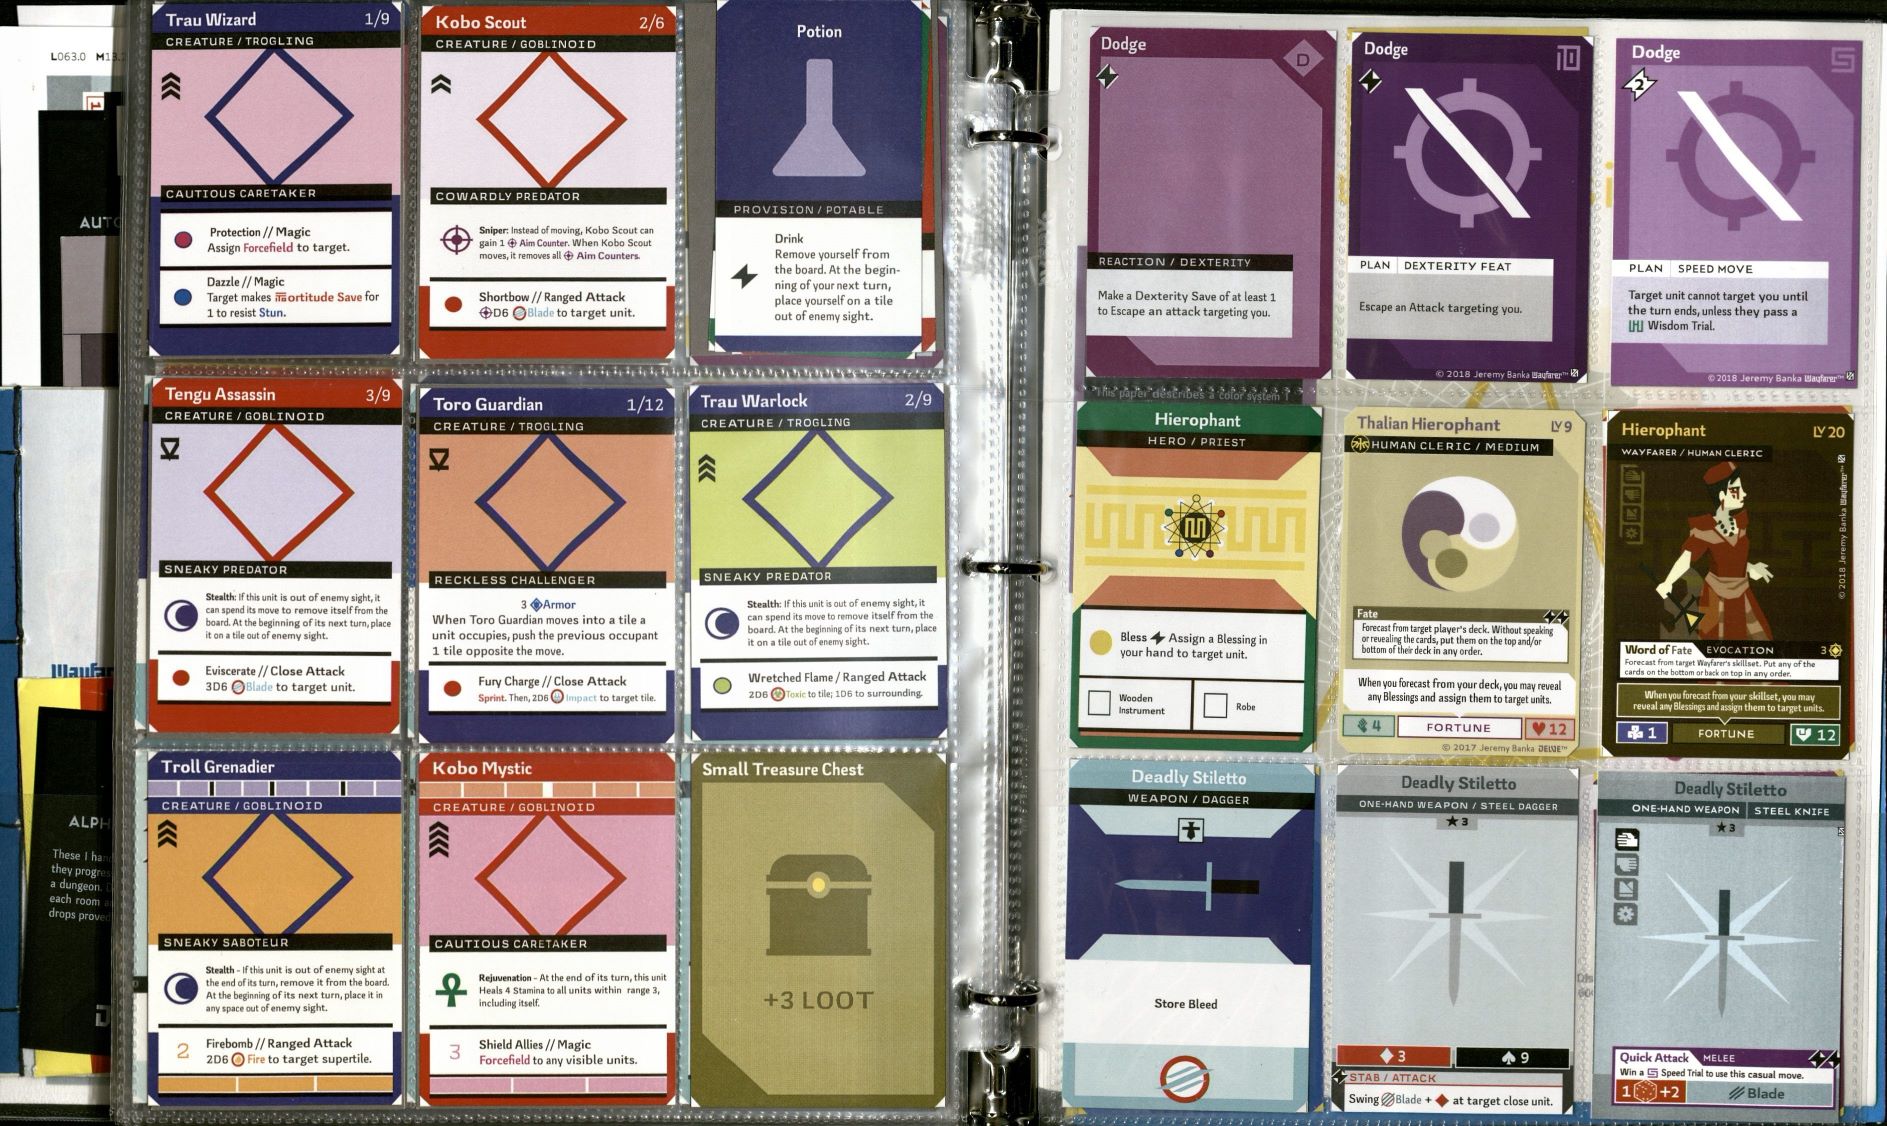 L063.0 M13.
AUTO
Wayfar
ALPH
These I hand
they progres
a dungeon. D
each room a
drops proved
D
Trau Wizard 1/9
CREATURE / TROGLING
CAUTIOUS CARETAKER
Protection // Magic
Assign Forcefield to target.
Dazzle // Magic
Target makes Fortitude Save for
1 to resist Stun.
Kobo Scout 2/6
CREATURE / GOBLINOID
COWARDLY PREDATOR
Sniper: Instead of moving, Kobo Scout can
gain 1 Aim Counter. When Kobo Scout
moves, it removes all Aim Counters.
Shortbow // Ranged Attack
D6 Blade to target unit.
Potion
PROVISION / POTABLE
Drink
Remove yourself from
the board. At the begin-
ning of your next turn,
place yourself on a tile
out of enemy sight.
Tengu Assassin 3/9
CREATURE / GOBLINOID
SNEAKY PREDATOR
Stealth: If this unit is out of enemy sight, it
can spend its move to remove itself from the
board. At the beginning of its next turn, place
it on a tile out of enemy sight.
Eviscerate // Close Attack
3D6 Blade to target unit.
Toro Guardian 1/12
CREATURE / TROGLING
RECKLESS CHALLENGER
3 Armor
When Toro Guardian moves into a tile a
unit occupies, push the previous occupant
1 tile opposite the move.
Fury Charge // Close Attack
Sprint. Then, 2D6 Impact to target tile.
Trau Warlock 2/9
CREATURE / TROGLING
SNEAKY PREDATOR
Stealth: If this unit is out of enemy sight, it
can spend its move to remove itself from the
board. At the beginning of its next turn, place
it on a tile out of enemy sight.
Wretched Flame / Ranged Attack
2D6 Toxic to tile; 1D6 to surrounding.
Troll Grenadier
CREATURE / GOBLINOID
SNEAKY SABOTEUR
Stealth - If this unit is out of enemy sight at
the end of its turn, remove it from the board.
At the beginning of its next turn, place it in
any space out of enemy sight.
2 Firebomb // Ranged Attack
2D6 Fire to target supertile.
Kobo Mystic
CREATURE / GOBLINOID
CAUTIOUS CARETAKER
Rejuvenation - At the end of its turn, this unit
Heals 4 Stamina to all units within range 3,
including itself.
3 Shield Allies // Magic
Forcefield to any visible units.
Small Treasure Chest
+3 LOOT
Dodge
D
REACTION / DEXTERITY
Make a Dexterity Save of at least 1
to Escape an attack targeting you.
Dodge
PLAN DEXTERITY FEAT
Escape an Attack targeting you.
© 2018 Jeremy Banka Wayfarer™
Dodge
2
PLAN SPEED MOVE
Target unit cannot target you until
the turn ends, unless they pass a
Wisdom Trial.
© 2018 Jeremy Banka Wayfarer™
This paper describes a color system
Hierophant
HERO / PRIEST
Bless Assign a Blessing in
your hand to target unit.
Wooden
Instrument
Robe
Thalian Hierophant LV 9
HUMAN CLERIC / MEDIUM
Fate
Forecast from target player's deck. Without speaking
or revealing the cards, put them on the top and/or
bottom of their deck in any order.
When you forecast from your deck, you may reveal
any Blessings and assign them to target units.
4 FORTUNE 12
© 2017 Jeremy Banka DELVE™
Hierophant LV 20
WAYFARER / HUMAN CLERIC
© 2018 Jeremy Banka Wayfarer™
Word of Fate EVOCATION 3
Forecast from target Wayfarer's skillset. Put any of the
cards on the bottom or back on top in any order.
When you forecast from your skillset, you may
reveal any Blessings and assign them to target units.
1 FORTUNE 12
Deadly Stiletto
WEAPON / DAGGER
Store Bleed
Deadly Stiletto
ONE-HAND WEAPON / STEEL DAGGER
★3
♦3 ♠9
STAB / ATTACK
Swing Blade + ♦ at target close unit.
Deadly Stiletto
ONE-HAND WEAPON STEEL KNIFE
★3
Quick Attack MELEE
Win a Speed Trial to use this casual move.
1 +2 Blade